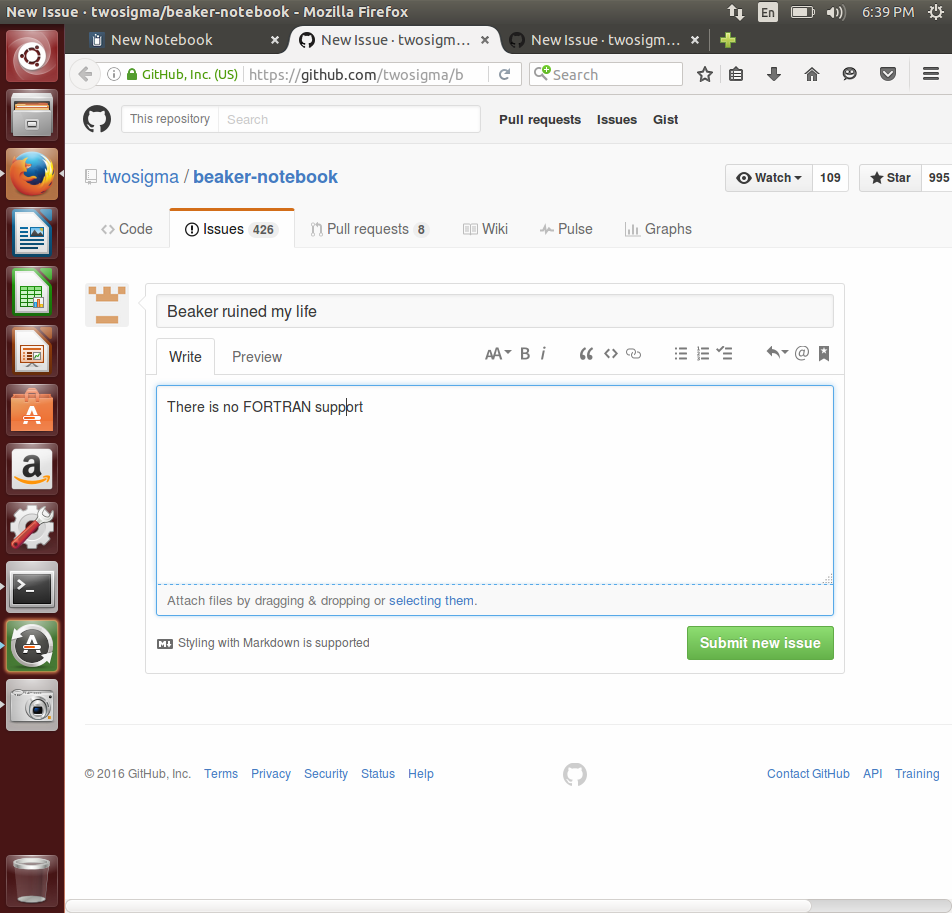 New Issue · twosigma/beaker-notebook - Mozilla Firefox
En
6:39 PM
New Notebook
New Issue · twosigm...
New Issue · twosigm...
GitHub, Inc. (US)
https://github.com/twosigma/b
Search
This repository
Search
Pull requests
Issues
Gist
twosigma / beaker-notebook
Watch
109
Star
995
Code
Issues 426
Pull requests 8
Wiki
Pulse
Graphs
Beaker ruined my life
Write
Preview
AA
B
i
There is no FORTRAN support
Attach files by dragging & dropping or selecting them.
Styling with Markdown is supported
Submit new issue
© 2016 GitHub, Inc.
Terms
Privacy
Security
Status
Help
Contact GitHub
API
Training